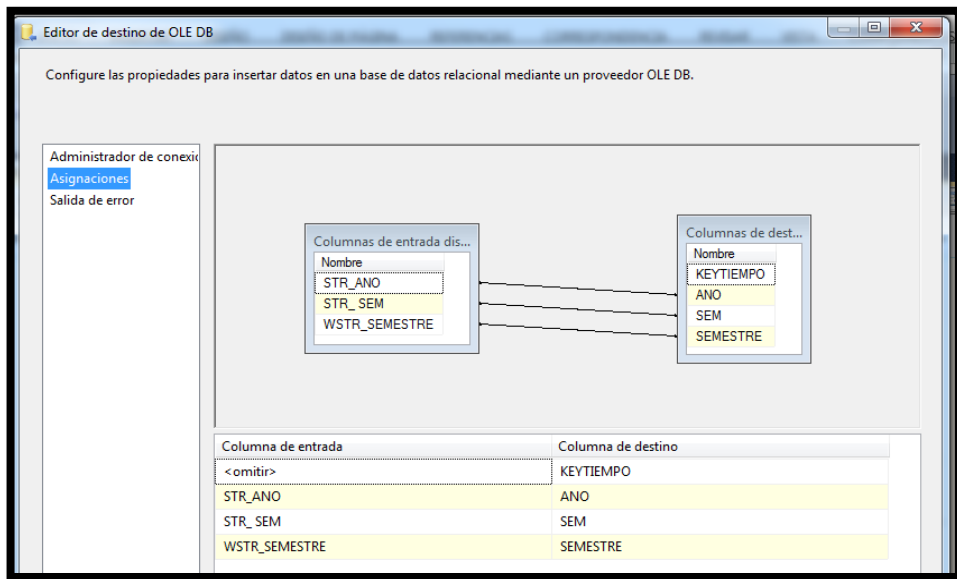 Editor de destino de OLE DB
Configure las propiedades para insertar datos en una base de datos relacional mediante un proveedor OLE DB.
Administrador de conexi
Asignaciones
Salida de error
Columnas de entrada dis...
Nombre
STR_ANO
STR_ SEM
WSTR_SEMESTRE
Columnas de dest...
Nombre
KEYTIEMPO
ANO
SEM
SEMESTRE
Columna de entrada Columna de destino
<omitir> KEYTIEMPO
STR_ANO ANO
STR_ SEM SEM
WSTR_SEMESTRE SEMESTRE